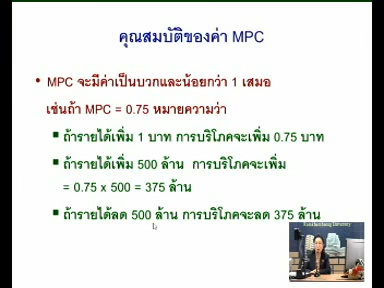 คุณสมบัติของค่า MPC
• MPC จะมีค่าเป็นบวกและน้อยกว่า 1 เสมอ
เช่นถ้า MPC = 0.75 หมายความว่า
▪ ถ้ารายได้เพิ่ม 1 บาท การบริโภคจะเพิ่ม 0.75 บาท
▪ ถ้ารายได้เพิ่ม 500 ล้าน การบริโภคจะเพิ่ม
= 0.75 x 500 = 375 ล้าน
▪ ถ้ารายได้ลด 500 ล้าน การบริโภคจะลด 375 ล้าน